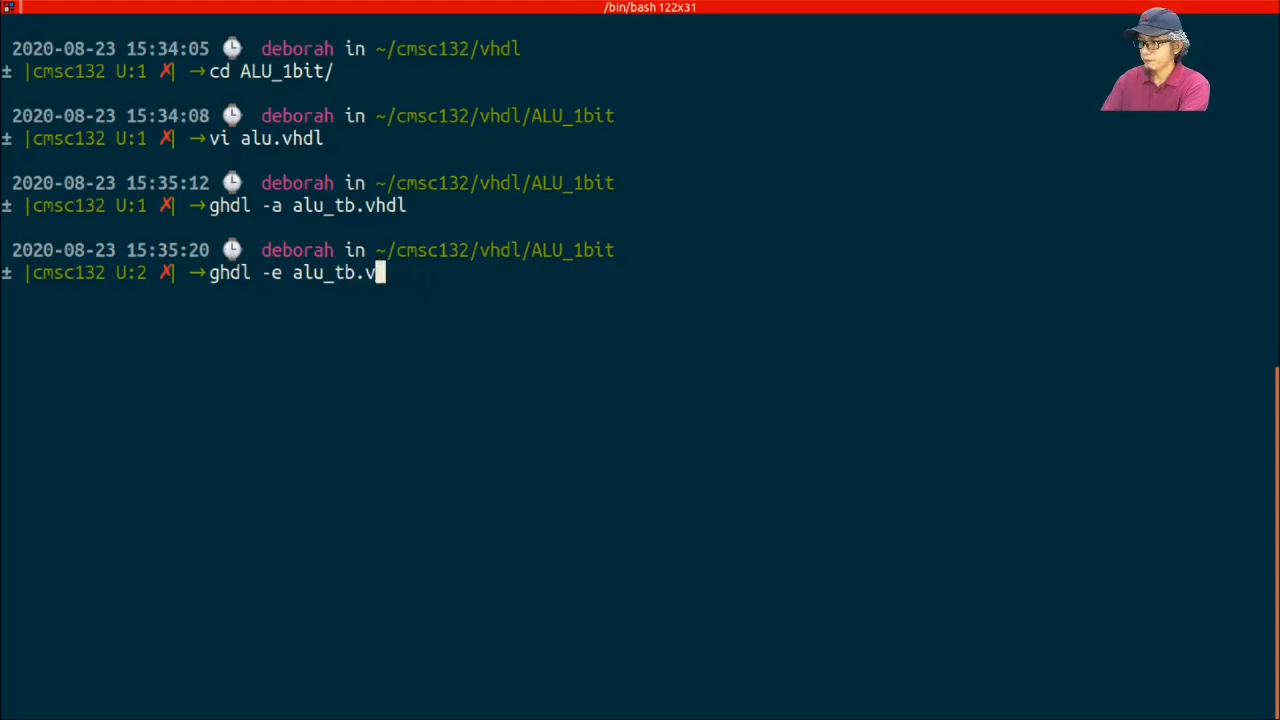 /bin/bash 122x31
2020-08-23 15:34:05 deborah in ~/cmsc132/vhdl
± |cmsc132 U:1 ✗| →cd ALU_1bit/
2020-08-23 15:34:08 deborah in ~/cmsc132/vhdl/ALU_1bit
± |cmsc132 U:1 ✗| →vi alu.vhdl
2020-08-23 15:35:12 deborah in ~/cmsc132/vhdl/ALU_1bit
± |cmsc132 U:1 ✗| →ghdl -a alu_tb.vhdl
2020-08-23 15:35:20 deborah in ~/cmsc132/vhdl/ALU_1bit
± |cmsc132 U:2 ✗| →ghdl -e alu_tb.v